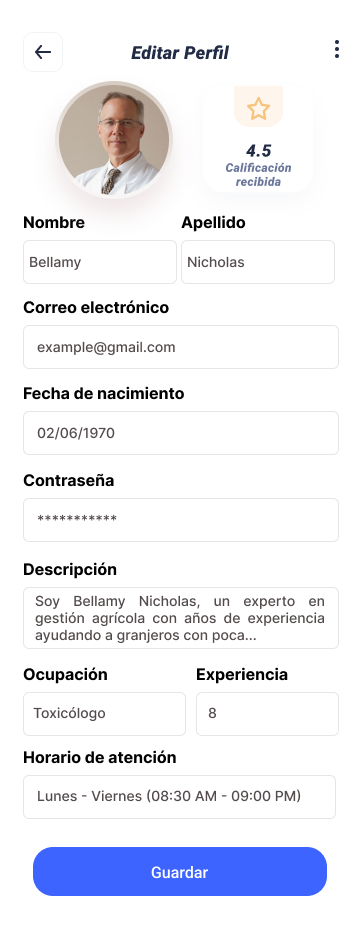 Editar Perfil
4.5
Calificación
recibida
Nombre
Apellido
Bellamy
Nicholas
Correo electrónico
example@gmail.com
Fecha de nacimiento
02/06/1970
Contraseña
***********
Descripción
Soy Bellamy Nicholas, un experto en
gestión agrícola con años de experiencia
ayudando a granjeros con poca...
Ocupación
Experiencia
Toxicólogo
8
Horario de atención
Lunes - Viernes (08:30 AM - 09:00 PM)
Guardar